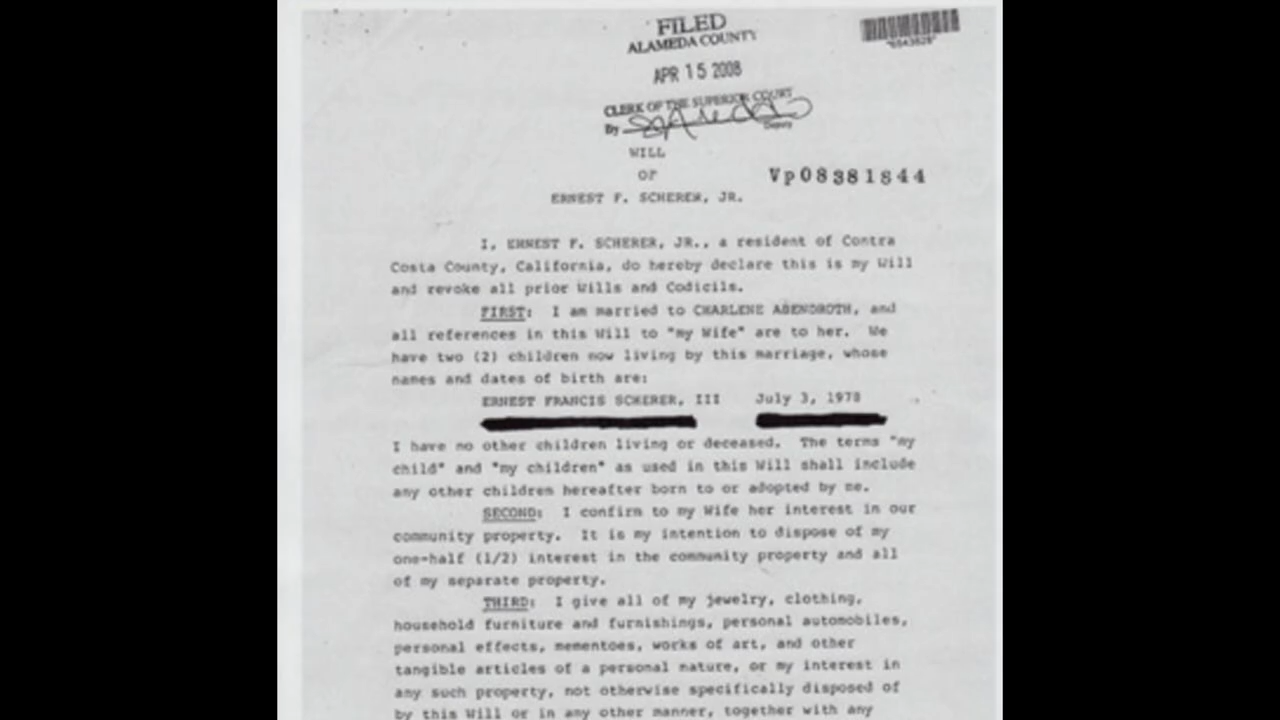 FILED
ALAMEDA COUNTY
APR 15 2008
CLERK OF THE SUPERIOR COURT
By
Deputy
WILL
OF
Vp08381844
ERNEST F. SCHERER, JR.
I, ERNEST F. SCHERER, JR., a resident of Contra
Costa County, California, do hereby declare this is my Will
and revoke all prior Wills and Codicils.
FIRST: I am married to CHARLENE ABENDROTH, and
all references in this Will to "my Wife" are to her. We
have two (2) children now living by this marriage, whose
names and dates of birth are:
ERNEST FRANCIS SCHERER, III July 3, 1978
I have no other children living or deceased. The terms "my
child" and "my children" as used in this Will shall include
any other children hereafter born to or adopted by me.
SECOND: I confirm to my Wife her interest in our
community property. It is my intention to dispose of my
one-half (1/2) interest in the community property and all
of my separate property.
THIRD: I give all of my jewelry, clothing,
household furniture and furnishings, personal automobiles,
personal effects, mementoes, works of art, and other
tangible articles of a personal nature, or my interest in
any such property, not otherwise specifically disposed of
by this Will or in any other manner, together with any